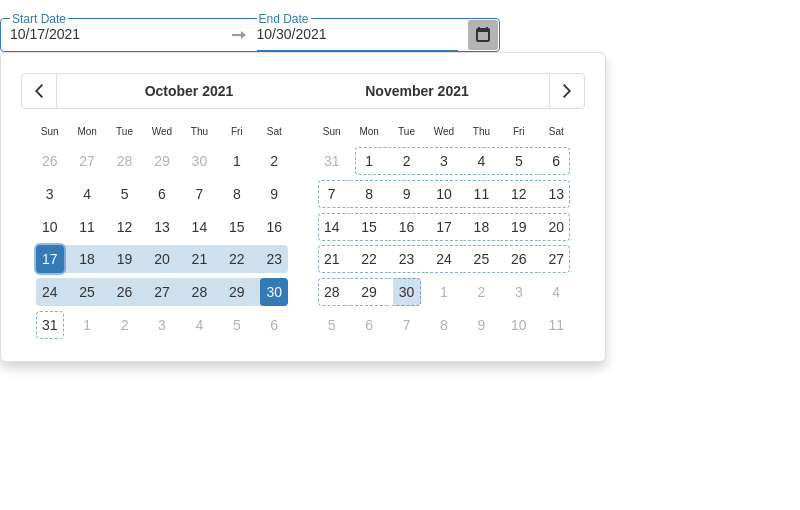 Start Date End Date
10/17/2021 10/30/2021
October 2021 November 2021
Sun Mon Tue Wed Thu Fri Sat Sun Mon Tue Wed Thu Fri Sat
26 27 28 29 30 1 2 31 1 2 3 4 5 6
3 4 5 6 7 8 9 7 8 9 10 11 12 13
10 11 12 13 14 15 16 14 15 16 17 18 19 20
17 18 19 20 21 22 23 21 22 23 24 25 26 27
24 25 26 27 28 29 30 28 29 30 1 2 3 4
31 1 2 3 4 5 6 5 6 7 8 9 10 11